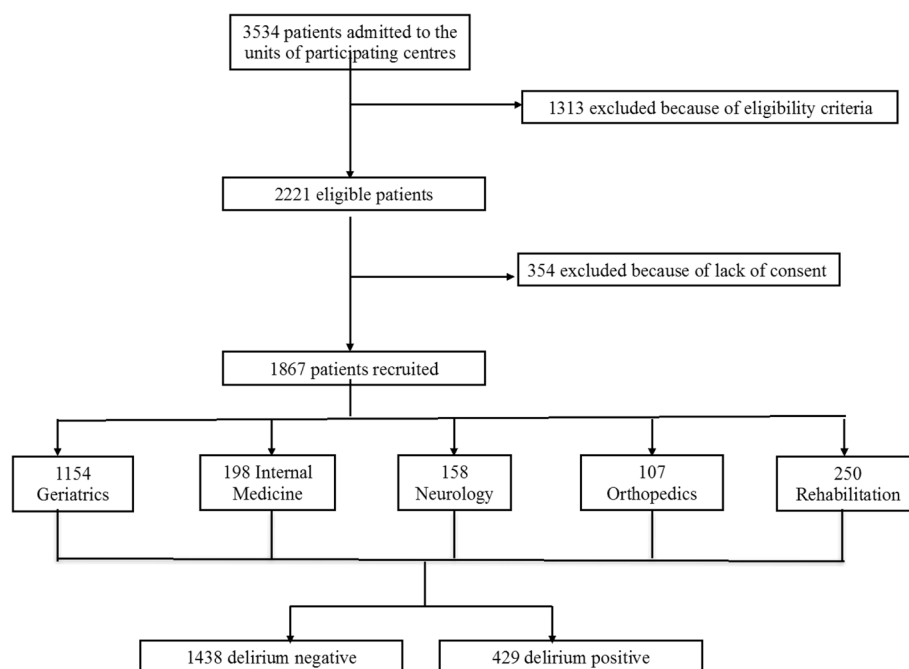 3534 patients admitted to the
units of participating centres
1313 excluded because of eligibility criteria
2221 eligible patients
354 excluded because of lack of consent
1867 patients recruited
1154
Geriatrics
198 Internal
Medicine
158
Neurology
107
Orthopedics
250
Rehabilitation
1438 delirium negative
429 delirium positive